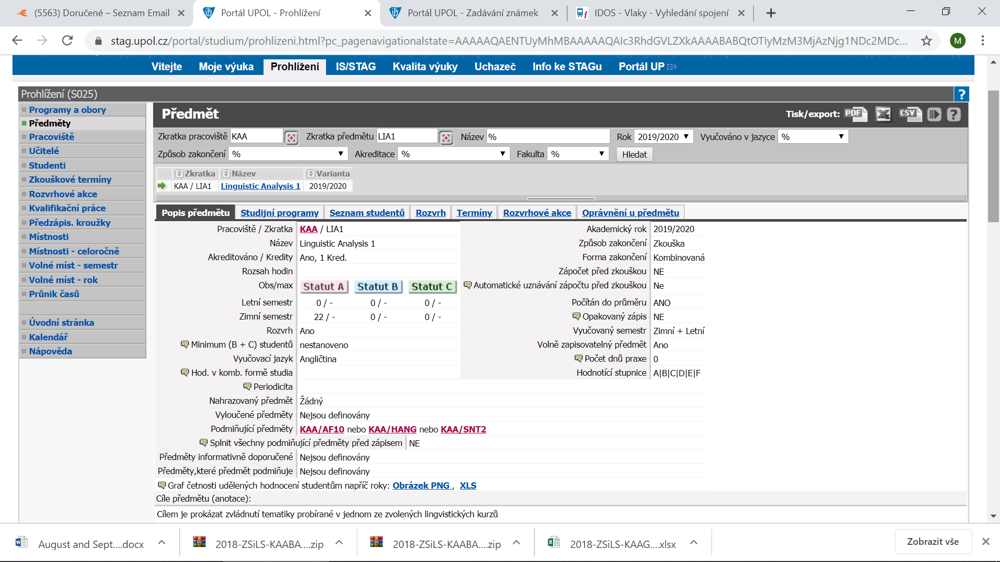 (5563) Doručené – Seznam Email
Portál UPOL - Prohlížení
Portál UPOL - Zadávání známek
IDOS - Vlaky - Vyhledání spojení
stag.upol.cz/portal/studium/prohlizeni.html?pc_pagenavigationalstate=AAAAAQAENTUyMhMBAAAAAQAIc3RhdGVLZXkAAAABABQtOTIyMzM3MjAzNjg1NDc2MDc...
M
Vítejte Moje výuka Prohlížení IS/STAG Kvalita výuky Uchazeč Info ke STAGu Portál UP
Prohlížení (S025)
?
Programy a obory
Předměty
Pracoviště
Učitelé
Studenti
Zkouškové termíny
Rozvrhové akce
Kvalifikační práce
Předzápis. kroužky
Místnosti
Místnosti - celoročně
Volné míst - semestr
Volné míst - rok
Průnik časů
Úvodní stránka
Kalendář
Nápověda
Předmět
Tisk/export: PDF CSV ?
Zkratka pracoviště KAA Zkratka předmětu LIA1 Název % Rok 2019/2020 Vyučováno v jazyce %
Způsob zakončení % Akreditace % Fakulta % Hledat
Zkratka Název Varianta
KAA / LIA1 Linguistic Analysis 1 2019/2020
Popis předmětu Studijní programy Seznam studentů Rozvrh Termíny Rozvrhové akce Oprávnění u předmětu
Pracoviště / Zkratka KAA / LIA1 Akademický rok 2019/2020
Název Linguistic Analysis 1 Způsob zakončení Zkouška
Akreditováno / Kredity Ano, 1 Kred. Forma zakončení Kombinovaná
Rozsah hodin Zápočet před zkouškou NE
Obs/max Statut A Statut B Statut C Automatické uznávání zápočtu před zkouškou Ne
Letní semestr 0 / - 0 / - 0 / - Počítán do průměru ANO
Zimní semestr 22 / - 0 / - 0 / - Opakovaný zápis NE
Rozvrh Ano Vyučovaný semestr Zimní + Letní
Minimum (B + C) studentů nestanoveno Volně zapisovatelný předmět Ano
Vyučovací jazyk Angličtina Počet dnů praxe 0
Hod. v komb. formě studia Hodnotící stupnice A|B|C|D|E|F
Periodicita
Nahrazovaný předmět Žádný
Vyloučené předměty Nejsou definovány
Podmiňující předměty KAA/AF10 nebo KAA/HANG nebo KAA/SNT2
Splnit všechny podmiňující předměty před zápisem NE
Předměty informativně doporučené Nejsou definovány
Předměty,které předmět podmiňuje Nejsou definovány
Graf četnosti udělených hodnocení studentům napříč roky: Obrázek PNG , XLS
Cíle předmětu (anotace):
Cílem je prokázat zvládnutí tematiky probírané v jednom ze zvolených lingvistických kurzů
August and Sept....docx
2018-ZSiLS-KAABA....zip
2018-ZSiLS-KAABA....zip
2018-ZSiLS-KAAG....xlsx
Zobrazit vše